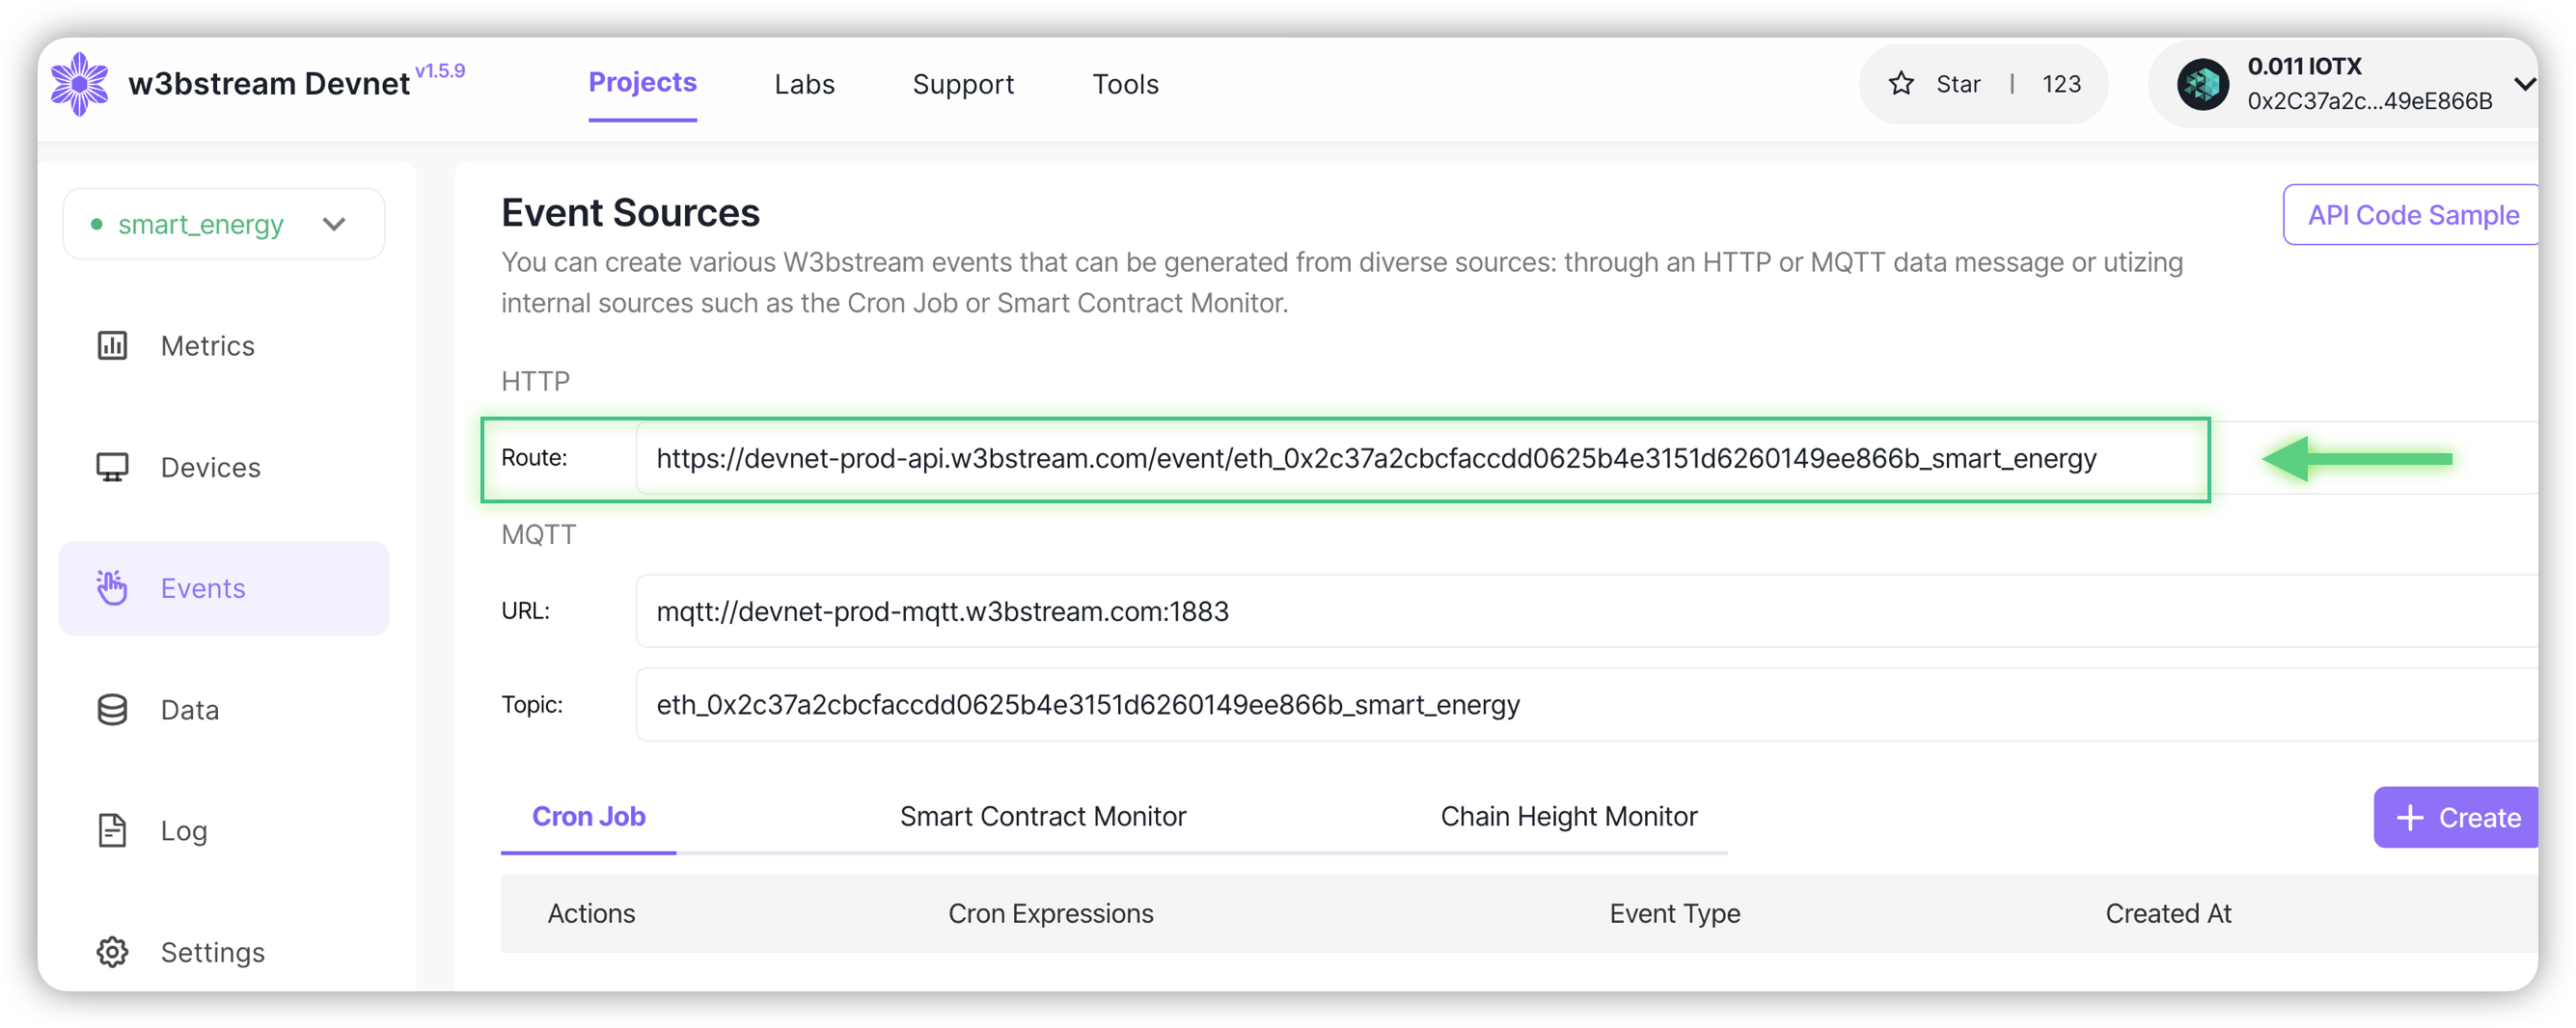 w3bstream Devnet v1.5.9
Projects
Labs
Support
Tools
Star | 123
0.011 IOTX
0x2C37a2c...49eE866B
smart_energy
Metrics
Devices
Events
Data
Log
Settings
Event Sources
API Code Sample
You can create various W3bstream events that can be generated from diverse sources: through an HTTP or MQTT data message or utizing
internal sources such as the Cron Job or Smart Contract Monitor.
HTTP
Route: https://devnet-prod-api.w3bstream.com/event/eth_0x2c37a2cbcfaccdd0625b4e3151d6260149ee866b_smart_energy
MQTT
URL: mqtt://devnet-prod-mqtt.w3bstream.com:1883
Topic: eth_0x2c37a2cbcfaccdd0625b4e3151d6260149ee866b_smart_energy
Cron Job
Smart Contract Monitor
Chain Height Monitor
+ Create
Actions
Cron Expressions
Event Type
Created At